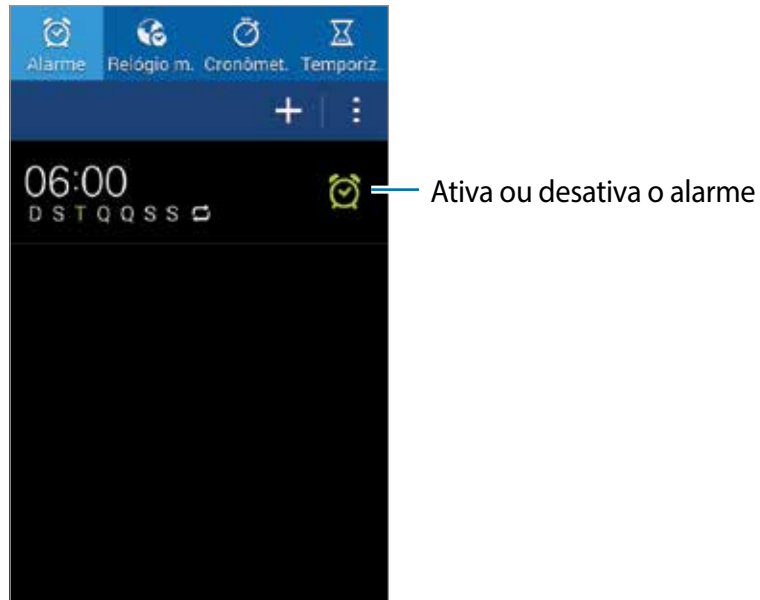 Alarme Relógio m. Cronômet. Temporiz.
06:00
D S T Q Q S S
Ativa ou desativa o alarme